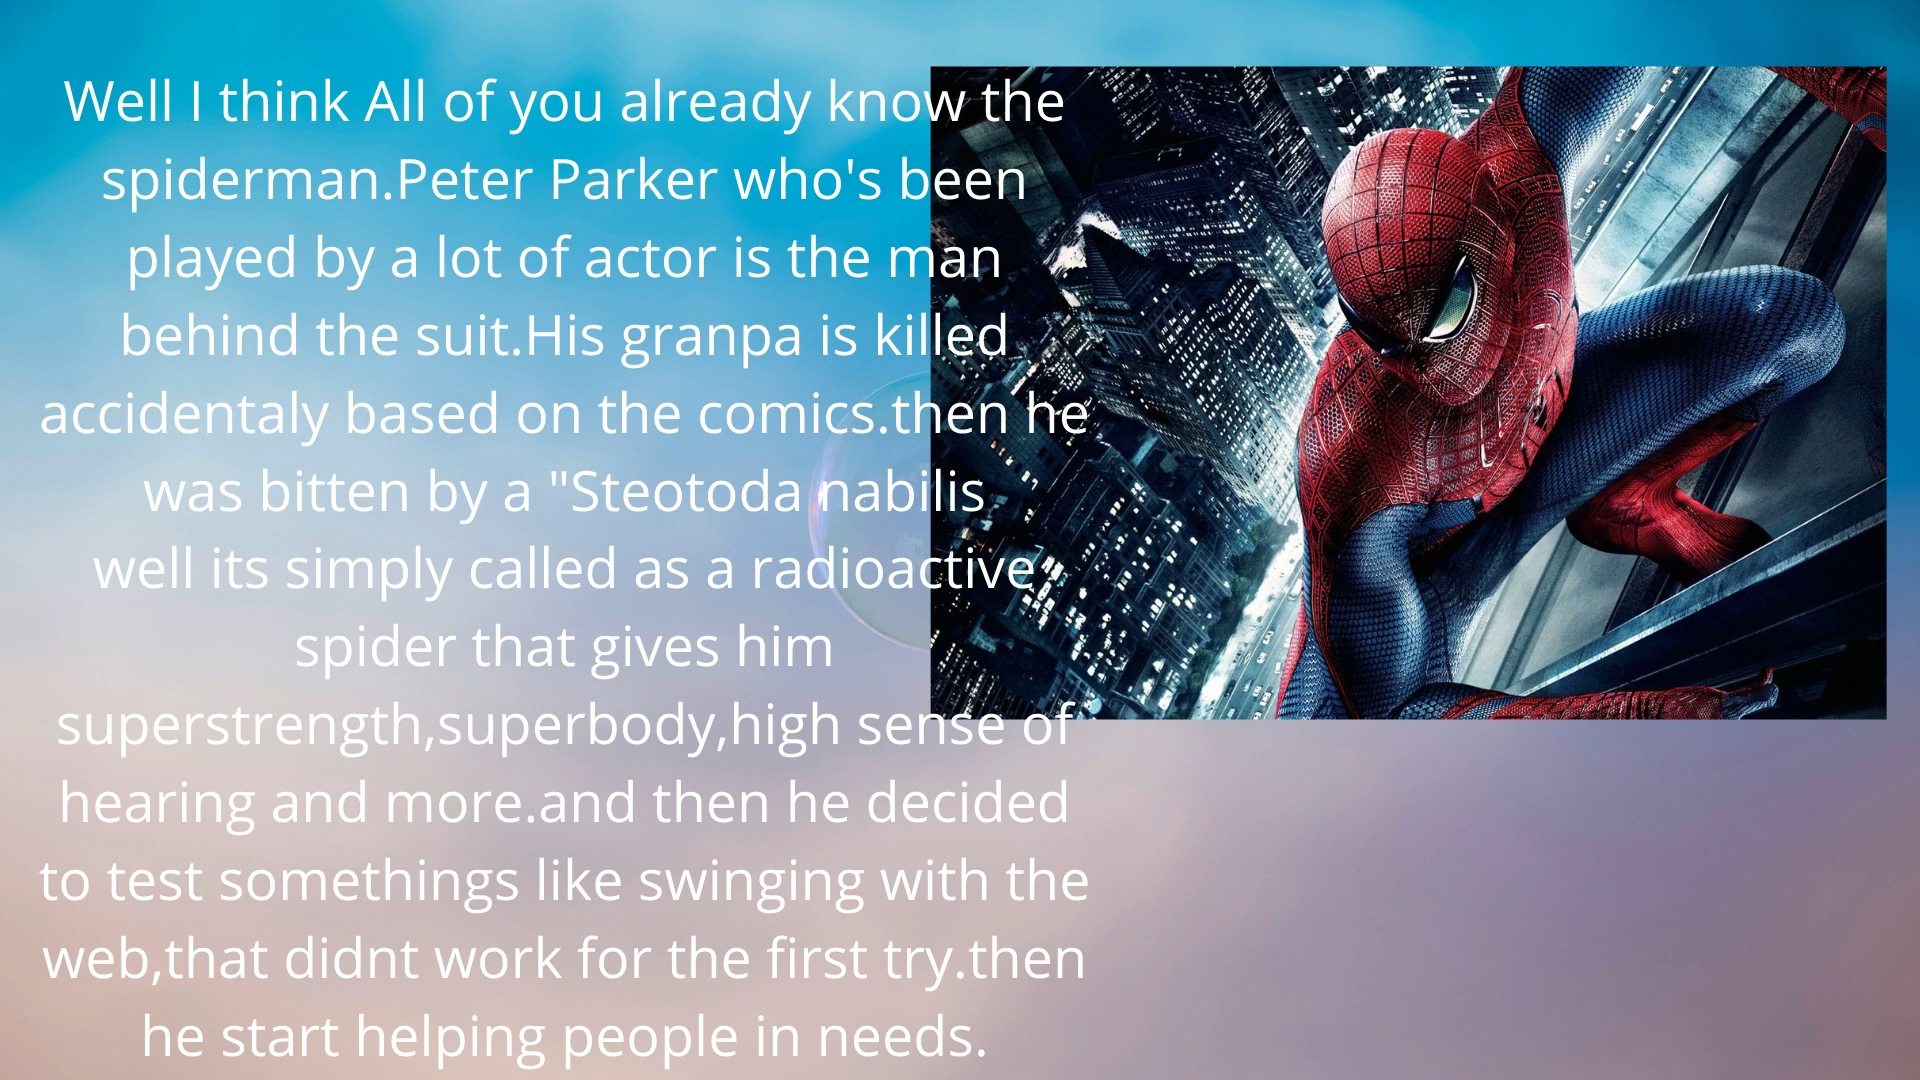 Well I think All of you already know the
spiderman.Peter Parker who's been
played by a lot of actor is the man
behind the suit.His granpa is killed
accidentaly based on the comics.then he
was bitten by a "Steotoda nabilis
well its simply called as a radioactive
spider that gives him
superstrength,superbody,high sense of
hearing and more.and then he decided
to test somethings like swinging with the
web,that didnt work for the first try.then
he start helping people in needs.